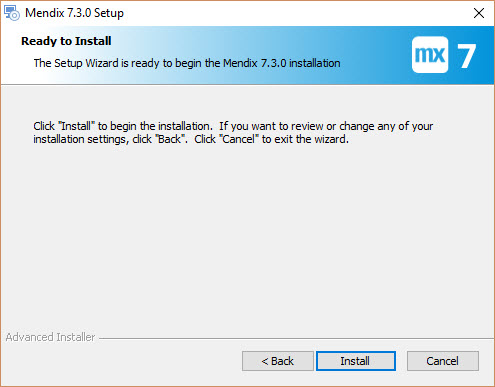 Mendix 7.3.0 Setup
Ready to Install
The Setup Wizard is ready to begin the Mendix 7.3.0 installation
mx 7
Click "Install" to begin the installation.  If you want to review or change any of your
installation settings, click "Back".  Click "Cancel" to exit the wizard.
Advanced Installer
< Back Install Cancel